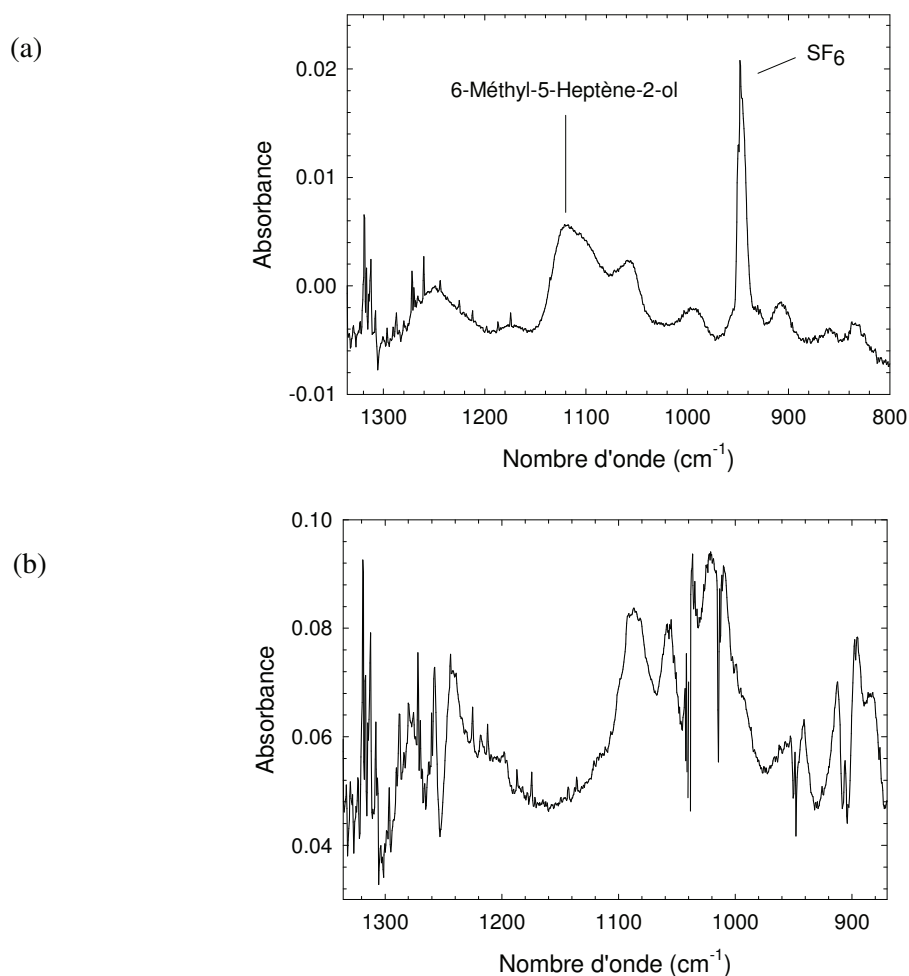 (a)
SF6
6-Méthyl-5-Heptène-2-ol
Absorbance
0.02
0.01
0.00
-0.01
1300 1200 1100 1000 900 800
Nombre d'onde (cm-1)
(b)
Absorbance
0.10
0.08
0.06
0.04
1300 1200 1100 1000 900
Nombre d'onde (cm-1)